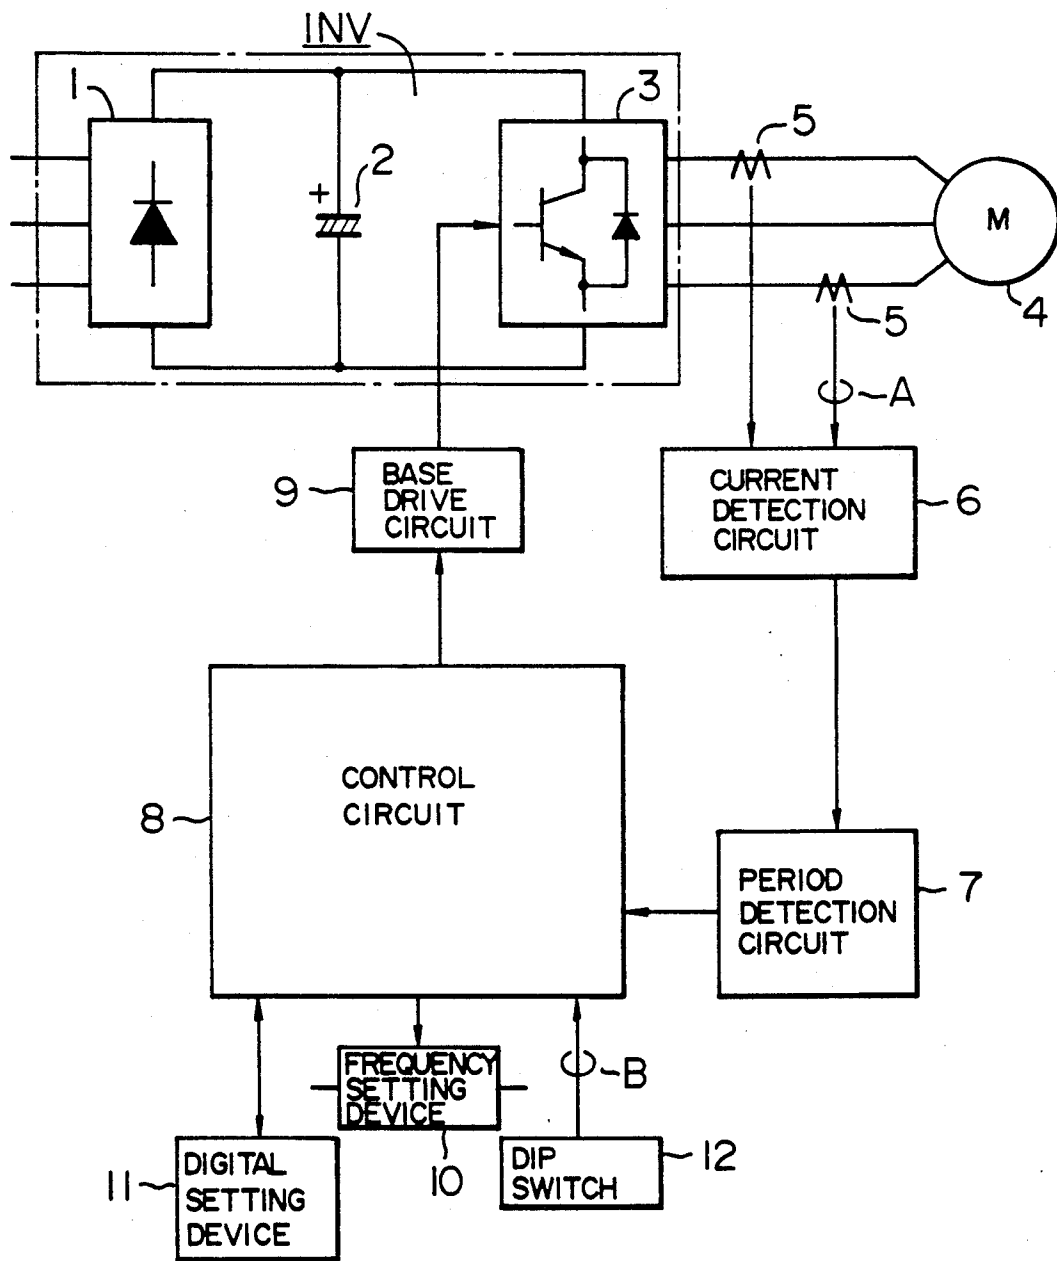 INV
1
2
+
3
5
M
4
5
A
9
BASE
DRIVE
CIRCUIT
CURRENT
DETECTION
CIRCUIT
6
8
CONTROL
CIRCUIT
PERIOD
DETECTION
CIRCUIT
7
FREQUENCY
SETTING
DEVICE
10
B
11
DIGITAL
SETTING
DEVICE
DIP
SWITCH
12